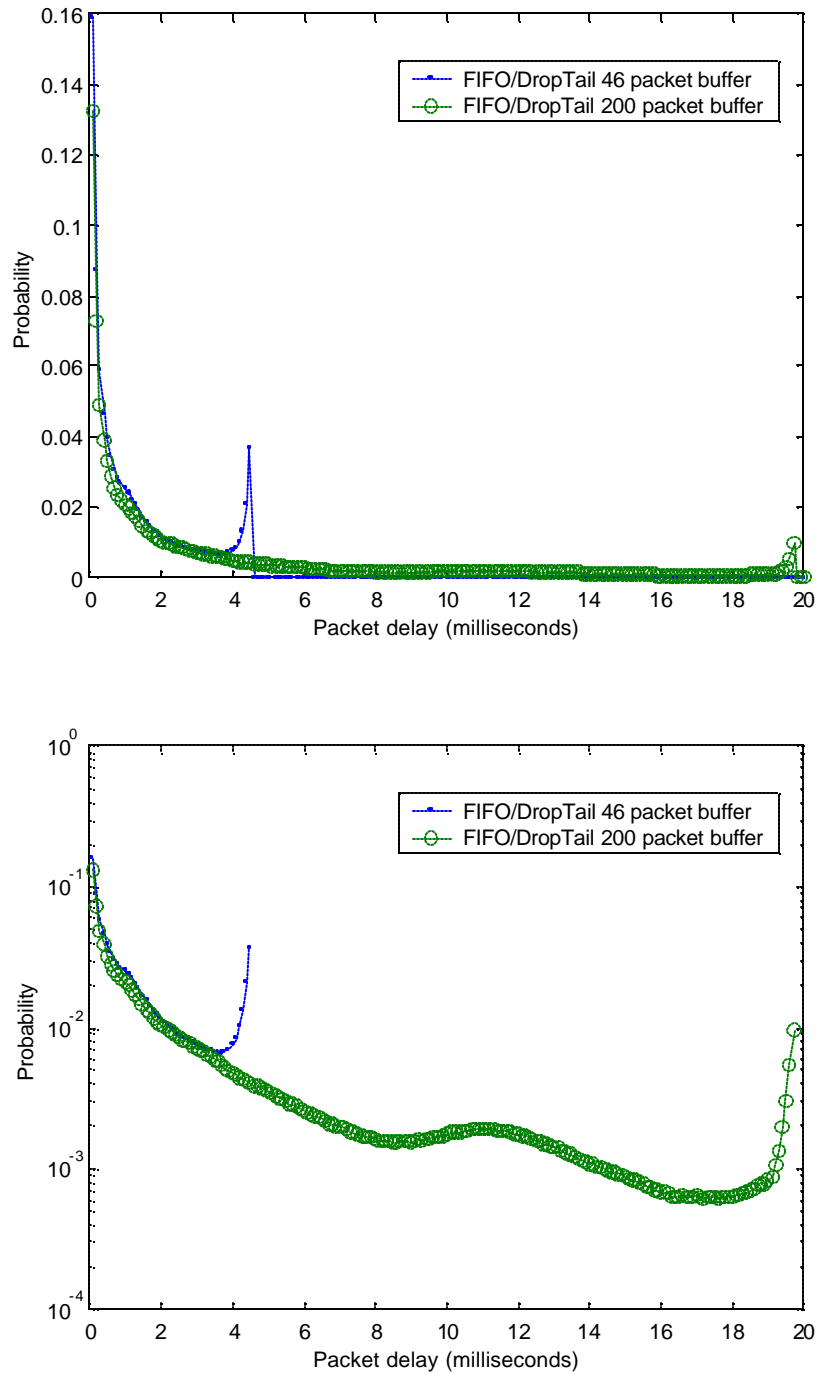 0.16
0.14
0.12
0.1
0.08
0.06
0.04
0.02
0
Probability
FIFO/DropTail 46 packet buffer
FIFO/DropTail 200 packet buffer
0 2 4 6 8 10 12 14 16 18 20
Packet delay (milliseconds)
10^0
10^-1
10^-2
10^-3
10^-4
Probability
FIFO/DropTail 46 packet buffer
FIFO/DropTail 200 packet buffer
0 2 4 6 8 10 12 14 16 18 20
Packet delay (milliseconds)